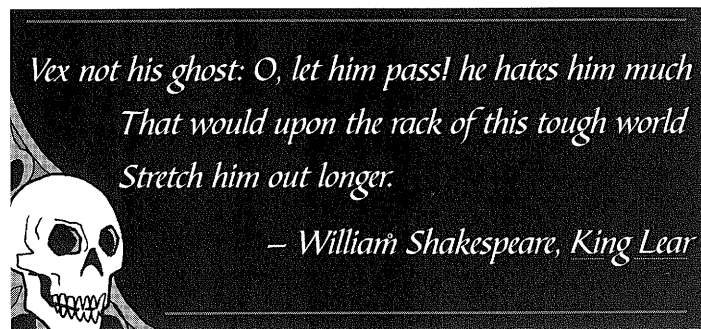 Vex not his ghost: O, let him pass! he hates him much
That would upon the rack of this tough world
Stretch him out longer.
– William Shakespeare, King Lear